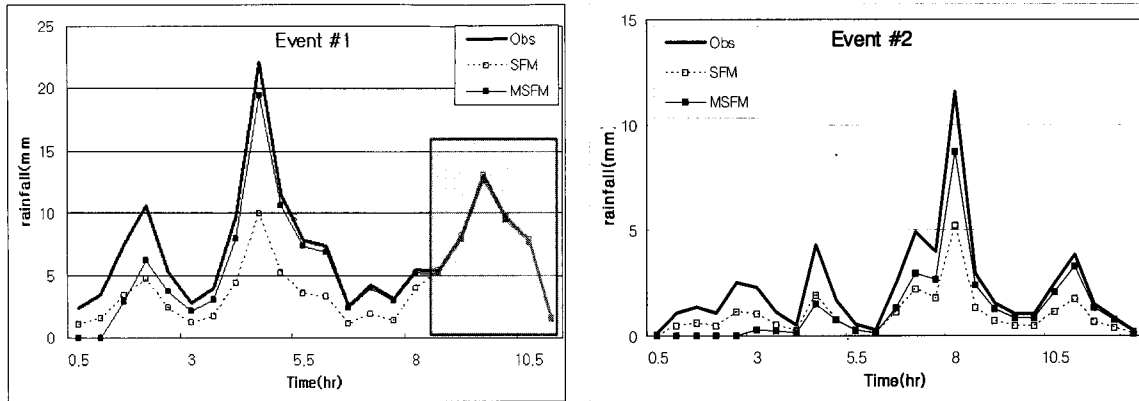 Event #1
Obs
SFM
MSFM
25
20
15
10
5
0
rainfall(mm
0.5
3
5.5
8
10.5
Time(hr)
Event #2
Obs
SFM
MSFM
15
10
5
0
rainfall(mm)
0.5
3
5.5
8
10.5
Time(hr)